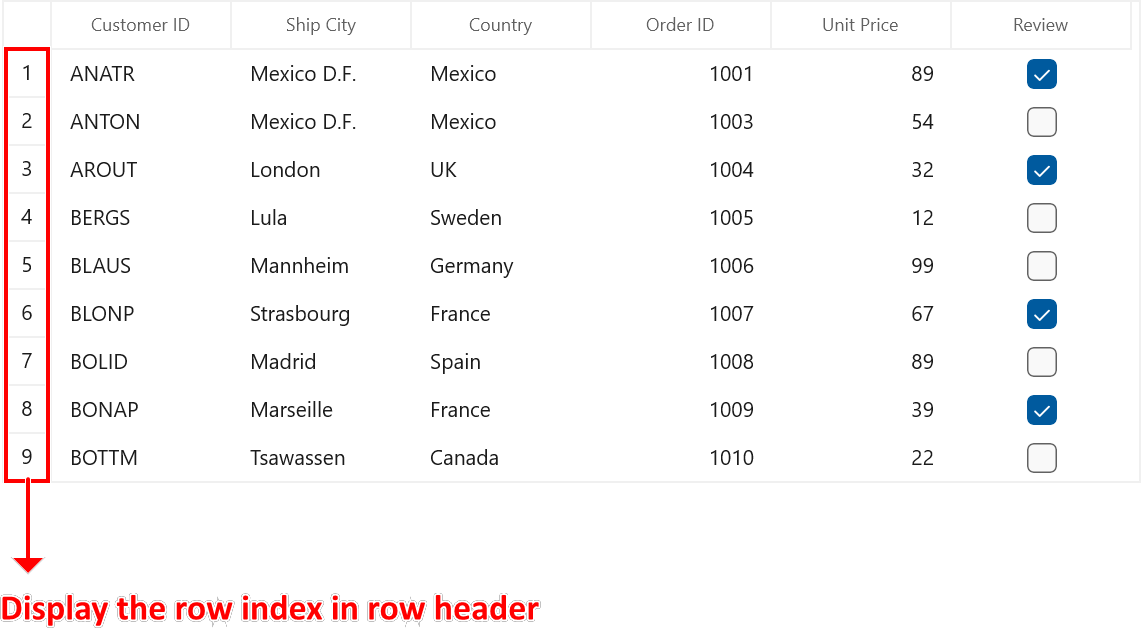 Customer ID Ship City Country Order ID Unit Price Review
1 ANATR Mexico D.F. Mexico 1001 89
2 ANTON Mexico D.F. Mexico 1003 54
3 AROUT London UK 1004 32
4 BERGS Lula Sweden 1005 12
5 BLAUS Mannheim Germany 1006 99
6 BLONP Strasbourg France 1007 67
7 BOLID Madrid Spain 1008 89
8 BONAP Marseille France 1009 39
9 BOTTM Tsawassen Canada 1010 22
Display the row index in row header